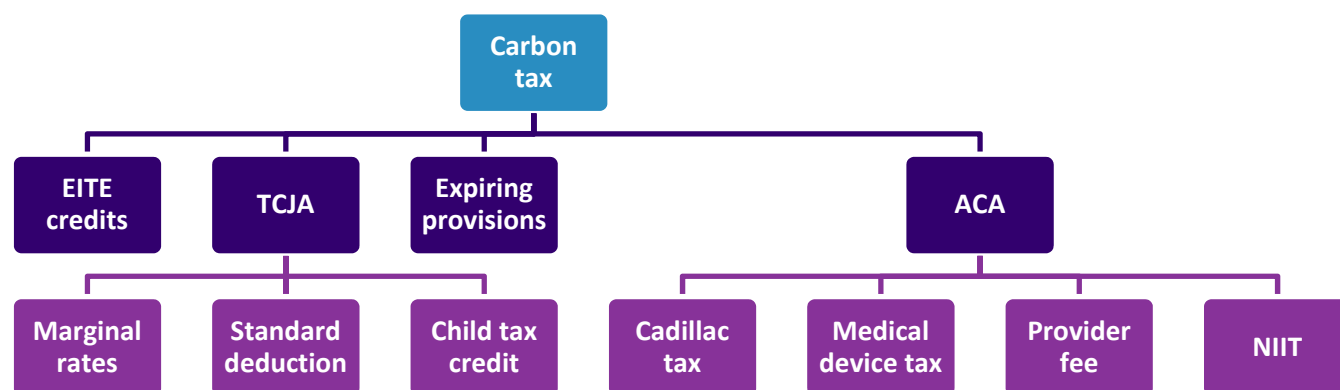 Carbon
tax
EITE
credits
TCJA
Expiring
provisions
ACA
Marginal
rates
Standard
deduction
Child tax
credit
Cadillac
tax
Medical
device tax
Provider
fee
NIIT